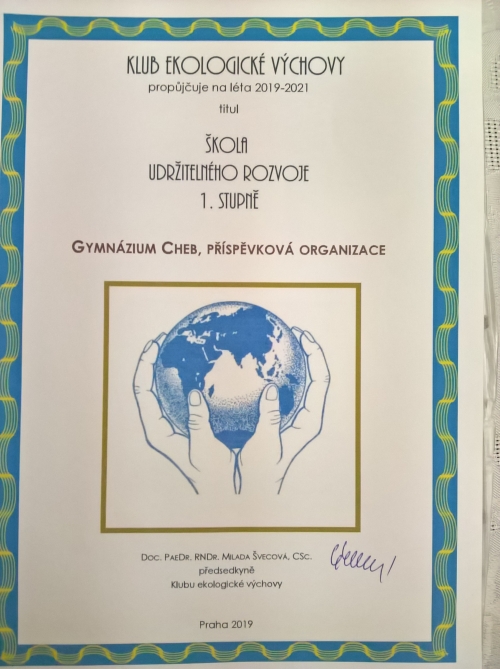 KLUB EKOLOGICKÉ VÝCHOVY
propůjčuje na léta 2019-2021
titul
ŠKOLA
UDRŽITELNÉHO ROZVOJE
1. STUPNĚ
GYMNÁZIUM CHEB, PŘÍSPĚVKOVÁ ORGANIZACE
DOC. PAEDR. RNDR. MILADA ŠVECOVÁ, CSC.
předsedkyně
Klubu ekologické výchovy
Praha 2019